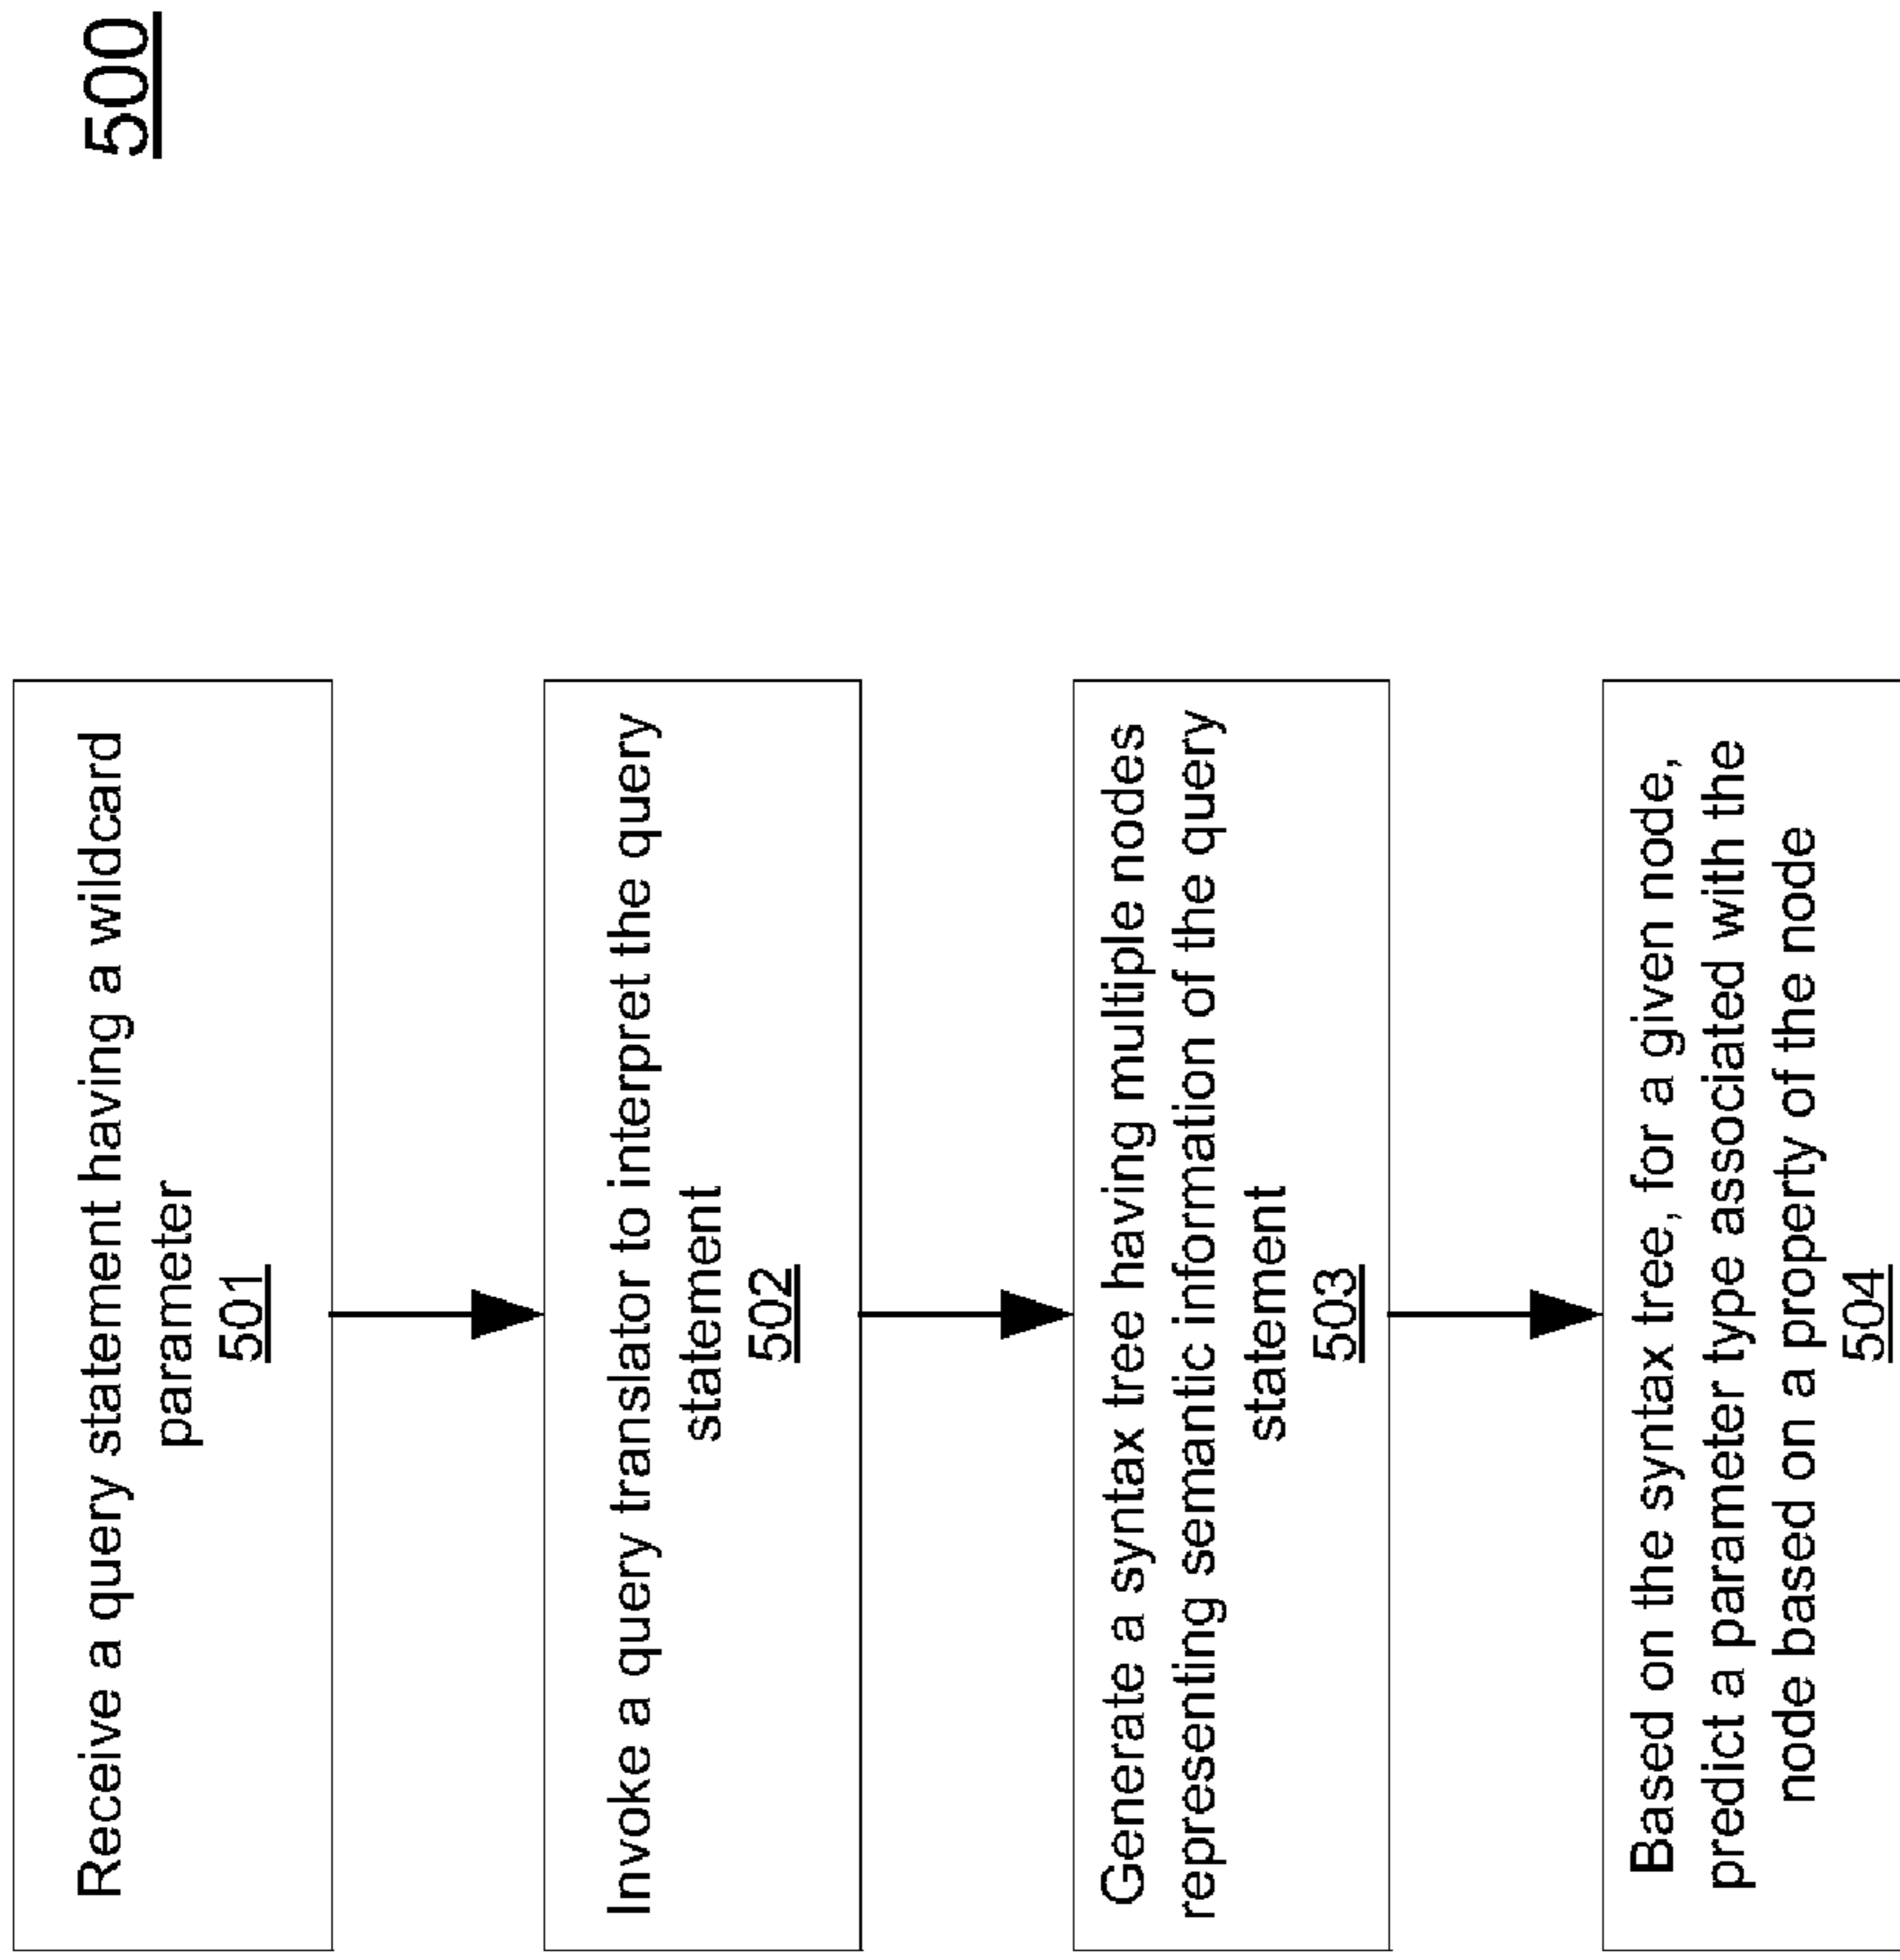 500
Receive a query statement having a wildcard
parameter
501
Invoke a query translator to interpret the query
statement
502
Generate a syntax tree having multiple nodes
representing semantic information of the query
statement
503
Based on the syntax tree, for a given node,
predict a parameter type associated with the
node based on a property of the node
504